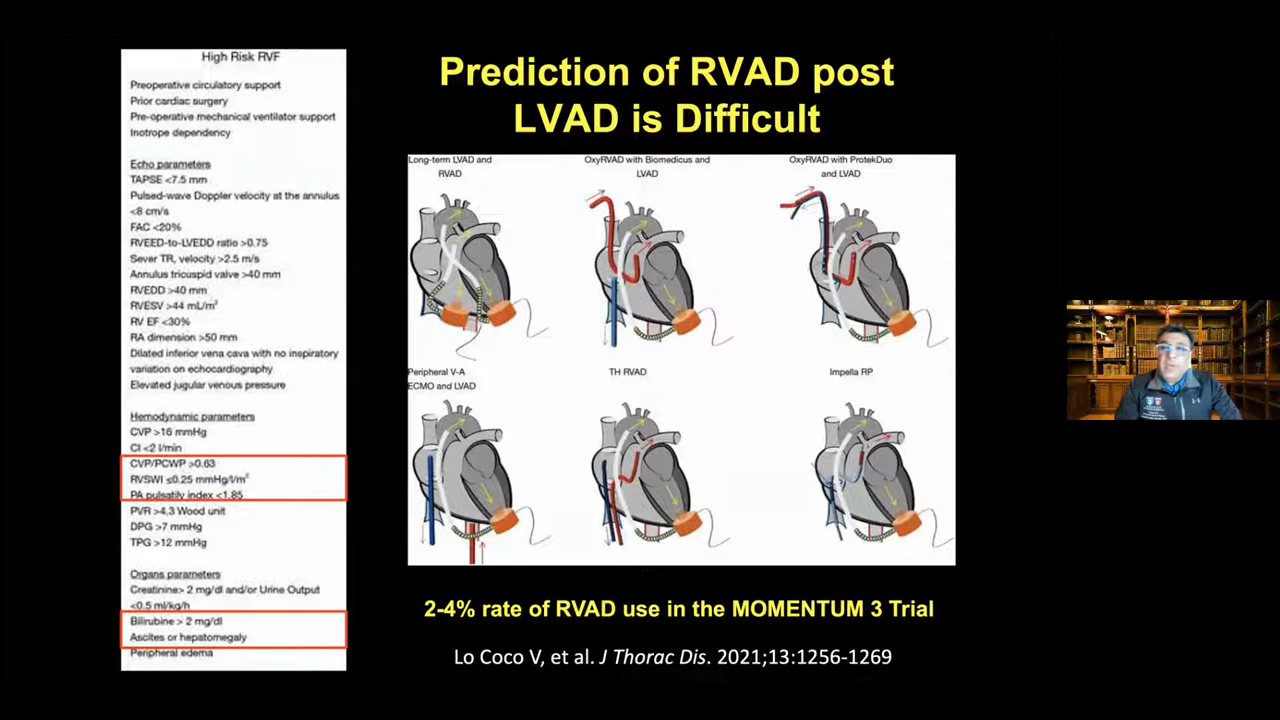 High Risk RVF
Preoperative circulatory support
Prior cardiac surgery
Pre-operative mechanical ventilator support
Inotrope dependency
Echo parameters
TAPSE <7.5 mm
Pulsed-wave Doppler velocity at the annulus
<8 cm/s
FAC <20%
RVEED-to-LVEDD ratio >0.75
Sever TR, velocity >2.5 m/s
Annulus tricuspid valve >40 mm
RVEDD >40 mm
RVESV >44 mL/m²
RV EF <30%
RA dimension >50 mm
Dilated inferior vena cava with no inspiratory
variation on echocardiography
Elevated jugular venous pressure
Hemodynamic parameters
CVP >16 mmHg
CI <2 l/min
CVP/PCWP >0.63
RVSWI ≤0.25 mmHg/l/m²
PA pulsatily index <1.85
PVR >4.3 Wood unit
DPG >7 mmHg
TPG >12 mmHg
Organs parameters
Creatinine> 2 mg/dl and/or Urine Output
<0.5 ml/kg/h
Bilirubine > 2 mg/dl
Ascites or hepatomegaly
Peripheral edema
Prediction of RVAD post
LVAD is Difficult
Long-term LVAD and
RVAD
OxyRVAD with Biomedicus and
LVAD
OxyRVAD with ProtekDuo
and LVAD
Peripheral V-A
ECMO and LVAD
TH RVAD
Impella RP
2-4% rate of RVAD use in the MOMENTUM 3 Trial
Lo Coco V, et al. J Thorac Dis. 2021;13:1256-1269